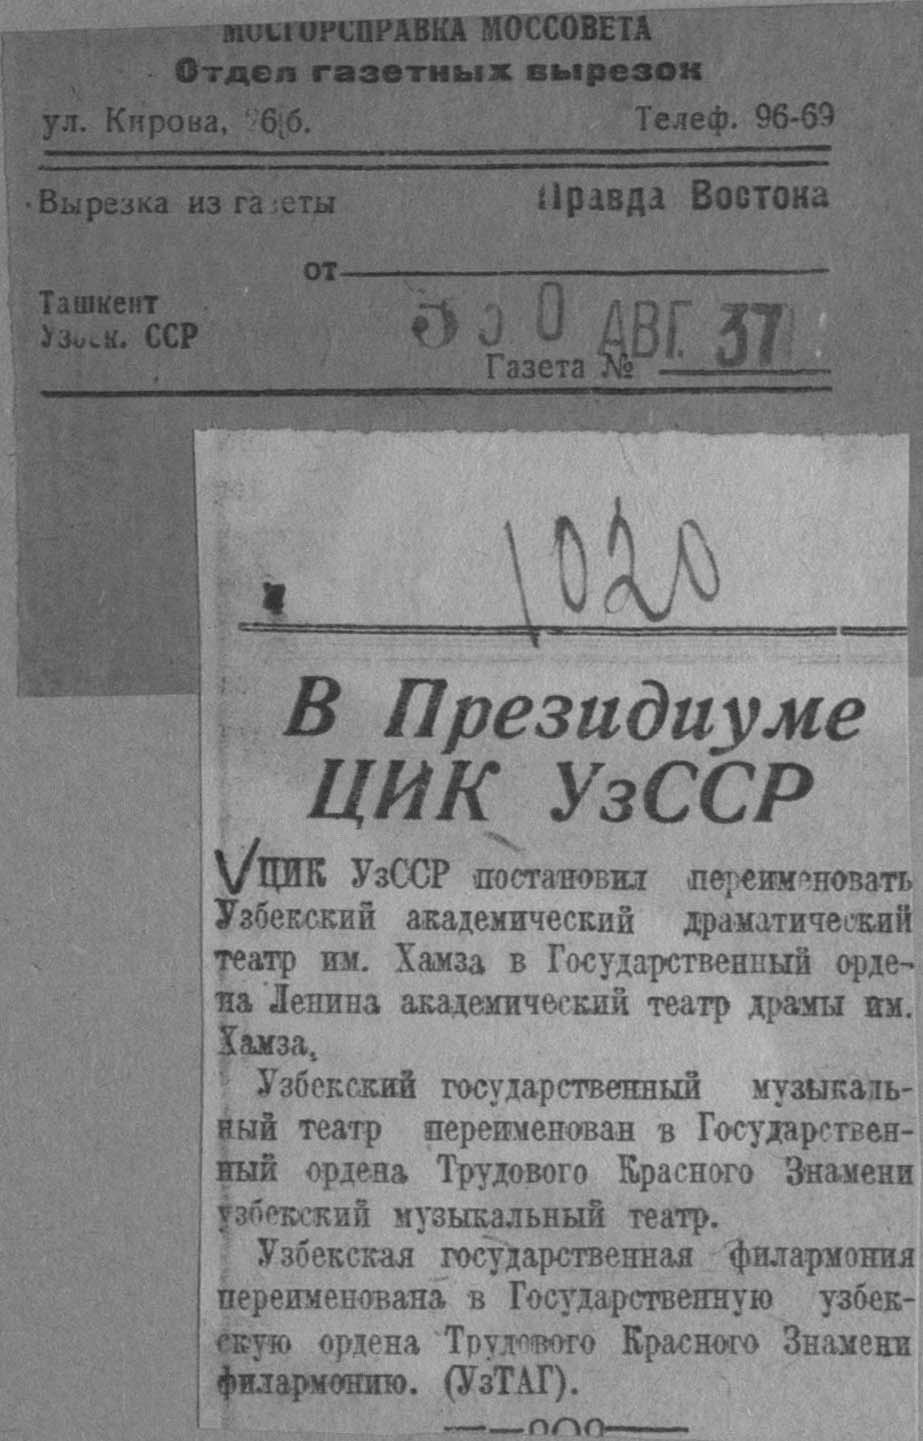 МОСГОРСПРАВКА МОССОВЕТА
Отдел газетных вырезок
ул. Кирова, 26/б.
Телеф. 96-69
Вырезка из газеты
Правда Востока
от
Ташкент
Узбек. ССР
АВГ. 37
Газета №
1020
В Президиуме
ЦИК УзССР
ЦИК УзССР постановил переименовать
Узбекский академический драматический
театр им. Хамза в Государственный орде-
на Ленина академический театр драмы им.
Хамза.
Узбекский государственный музыкаль-
ный театр переименован в Государствен-
ный ордена Трудового Красного Знамени
узбекский музыкальный театр.
Узбекская государственная филармония
переименована в Государственную узбек-
скую ордена Трудового Красного Знамени
филармонию. (УзТАГ).